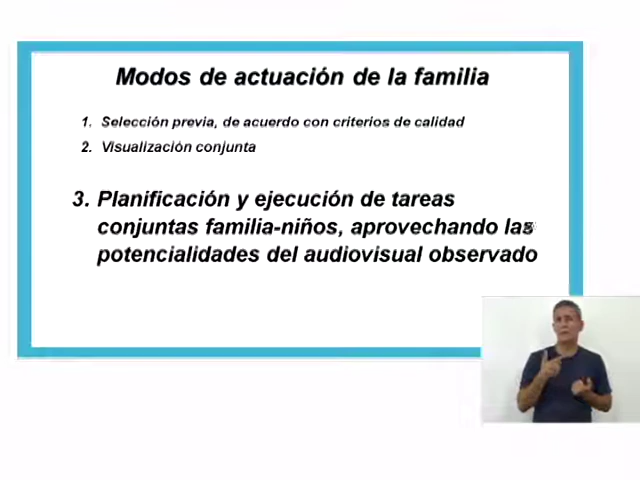 Modos de actuación de la familia
1. Selección previa, de acuerdo con criterios de calidad
2. Visualización conjunta
3. Planificación y ejecución de tareas
conjuntas familia-niños, aprovechando las
potencialidades del audiovisual observado